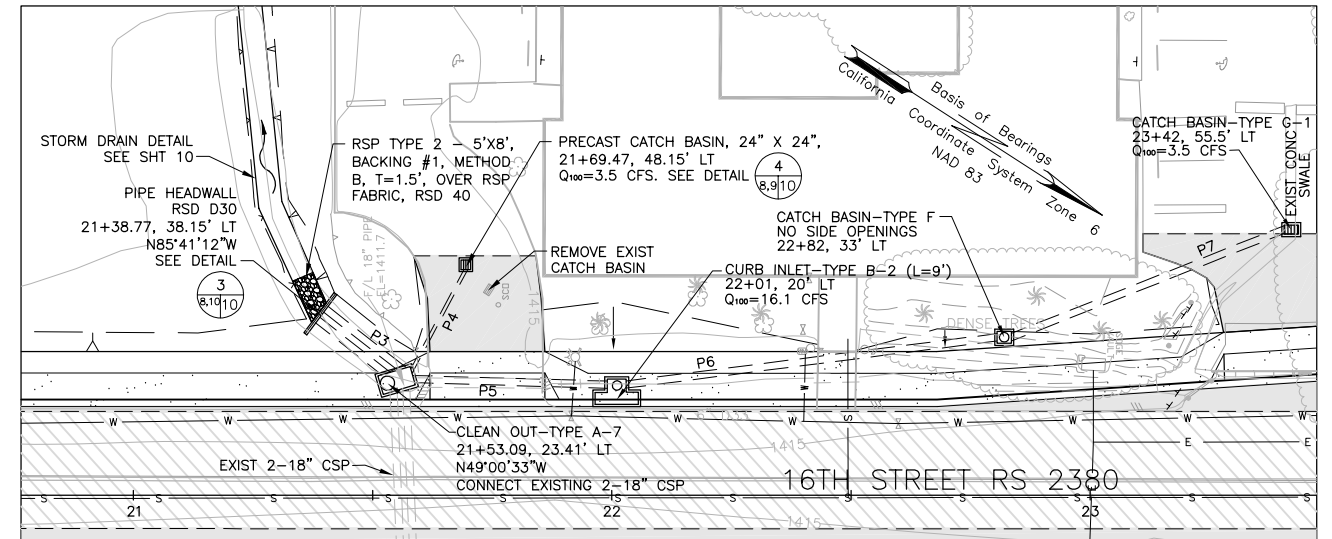 STORM DRAIN DETAIL
SEE SHT 10
PIPE HEADWALL
RSD D30
21+38.77, 38.15' LT
N85°41'12"W
SEE DETAIL
3
8,10 10
RSP TYPE 2 - 5'X8',
BACKING #1, METHOD
B, T=1.5', OVER RSP
FABRIC, RSD 40
PRECAST CATCH BASIN, 24" X 24",
21+69.47, 48.15' LT
Q100=3.5 CFS. SEE DETAIL
4
8,9 10
Basis of Bearings
California Coordinate System
NAD 83
Zone 6
CATCH BASIN-TYPE G-1
23+42, 55.5' LT
Q100=3.5 CFS
EXIST CONC
SWALE
CATCH BASIN-TYPE F
NO SIDE OPENINGS
22+82, 33' LT
REMOVE EXIST
CATCH BASIN
CURB INLET-TYPE B-2 (L=9')
22+01, 20' LT
Q100=16.1 CFS
F/L 18" PIPE
EL=1411.7
SCO
1415
DENSE TREES
P3
P4
P5
P6
P7
CLEAN OUT-TYPE A-7
21+53.09, 23.41' LT
N49°00'33"W
CONNECT EXISTING 2-18" CSP
EXIST 2-18" CSP
W W W W W W W W W W
E E
S
1415
16TH STREET RS 2380
S S S S S S S S S S
21 22 23
1415